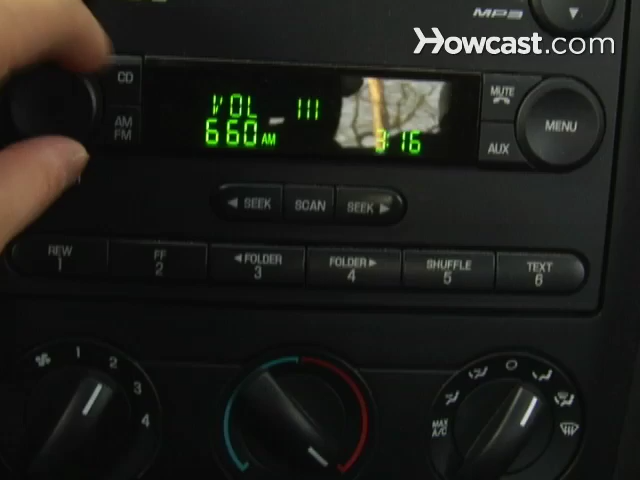 MP3
Howcast.com
CD
AM
FM
VOL III
660 AM
3:16
MUTE
AUX
MENU
◀ SEEK
SCAN
SEEK ▶
REW
1
FF
2
◀ FOLDER
3
FOLDER ▶
4
SHUFFLE
5
TEXT
6
1
2
3
4
MAX
A/C